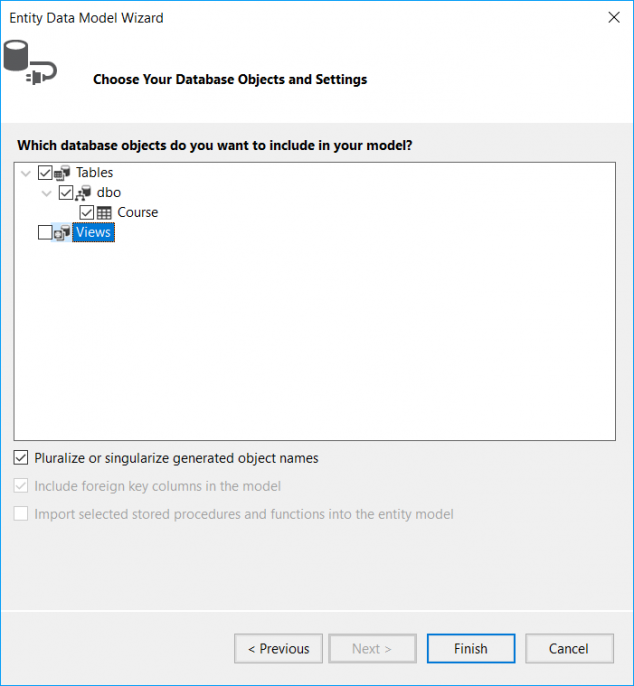 Entity Data Model Wizard
Choose Your Database Objects and Settings
Which database objects do you want to include in your model?
Tables
dbo
Course
Views
Pluralize or singularize generated object names
Include foreign key columns in the model
Import selected stored procedures and functions into the entity model
< Previous
Next >
Finish
Cancel